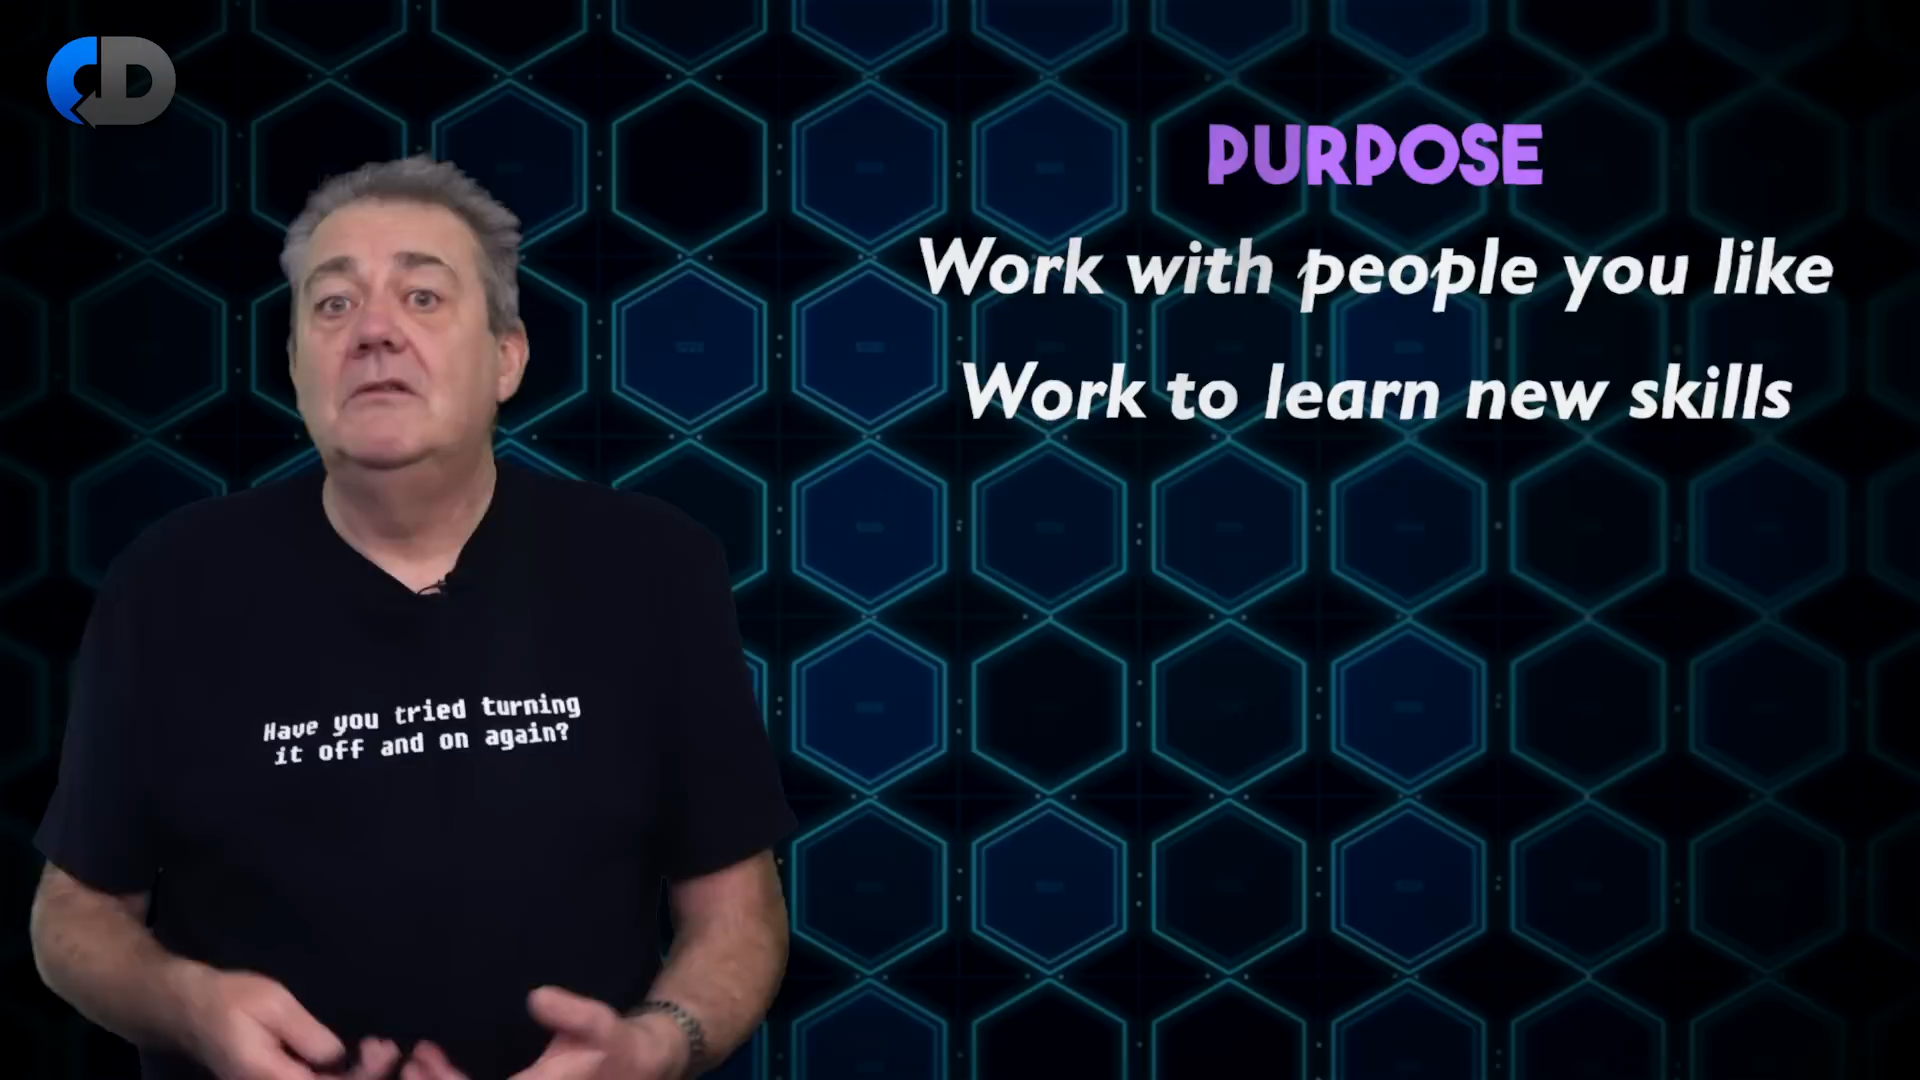 CD
PURPOSE
Work with people you like
Work to learn new skills
Have you tried turning
it off and on again?